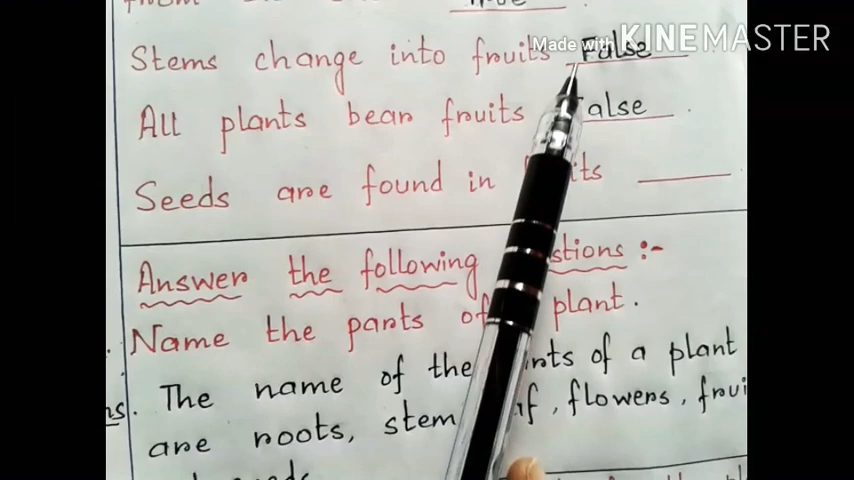 Made with KINEMASTER
Stems change into fruits False
All plants bear fruits False
Seeds are found in
Answer the following :-
Name the parts of plant.
The name of the of a plant
are roots, stem, flowers,